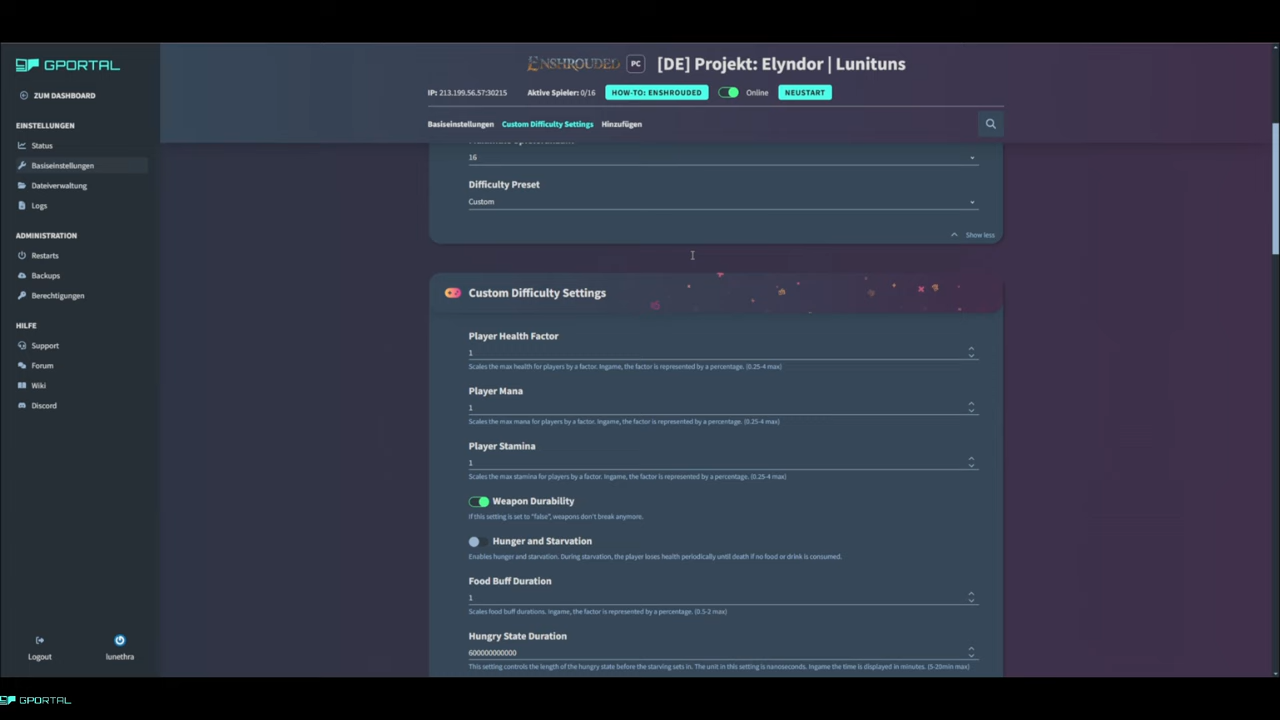 GPORTAL
ZUM DASHBOARD
EINSTELLUNGEN
Status
Basiseinstellungen
Dateiverwaltung
Logs
ADMINISTRATION
Restarts
Backups
Berechtigungen
HILFE
Support
Forum
Wiki
Discord
Logout
lunethra
ENSHROUDED PC [DE] Projekt: Elyndor | Lunituns
IP: 213.199.56.57:30215 Aktive Spieler: 0/16 HOW-TO: ENSHROUDED Online NEUSTART
Basiseinstellungen Custom Difficulty Settings Hinzufügen
16
Difficulty Preset
Custom
Show less
Custom Difficulty Settings
Player Health Factor
1
Scales the max health for players by a factor. Ingame, the factor is represented by a percentage. (0.25-4 max)
Player Mana
1
Scales the max mana for players by a factor. Ingame, the factor is represented by a percentage. (0.25-4 max)
Player Stamina
1
Scales the max stamina for players by a factor. Ingame, the factor is represented by a percentage. (0.25-4 max)
Weapon Durability
If this setting is set to "false", weapons don't break anymore.
Hunger and Starvation
Enables hunger and starvation. During starvation, the player loses health periodically until death if no food or drink is consumed.
Food Buff Duration
1
Scales food buff durations. Ingame, the factor is represented by a percentage. (0.5-2 max)
Hungry State Duration
600000000000
This setting controls the length of the hungry state before the starving sets in. The unit in this setting is nanoseconds. Ingame the time is displayed in minutes. (5-20min max)
GPORTAL